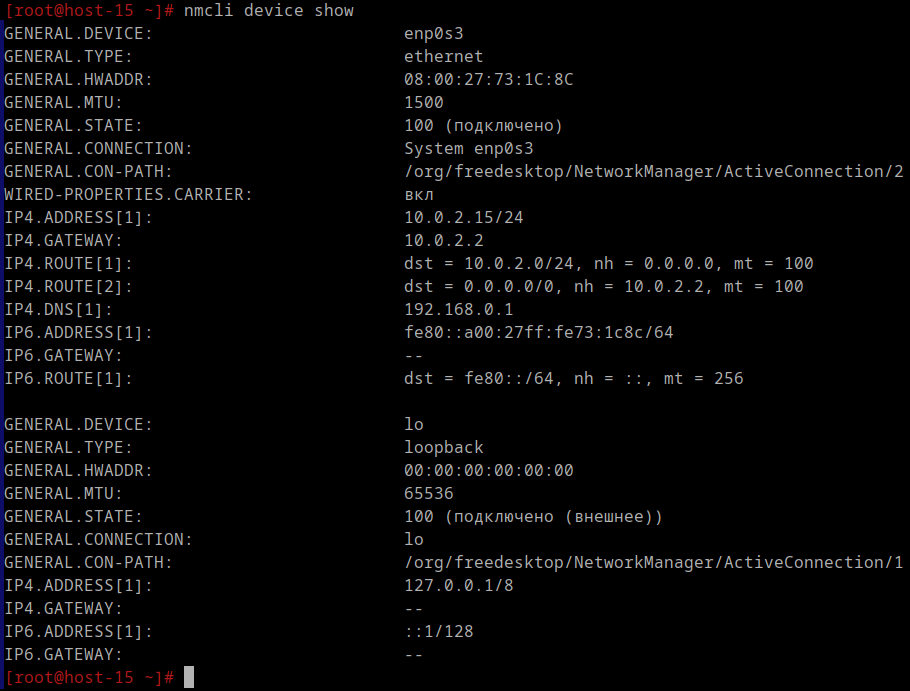 [root@host-15 ~]# nmcli device show
GENERAL.DEVICE: enp0s3
GENERAL.TYPE: ethernet
GENERAL.HWADDR: 08:00:27:73:1C:8C
GENERAL.MTU: 1500
GENERAL.STATE: 100 (подключено)
GENERAL.CONNECTION: System enp0s3
GENERAL.CON-PATH: /org/freedesktop/NetworkManager/ActiveConnection/2
WIRED-PROPERTIES.CARRIER: вкл
IP4.ADDRESS[1]: 10.0.2.15/24
IP4.GATEWAY: 10.0.2.2
IP4.ROUTE[1]: dst = 10.0.2.0/24, nh = 0.0.0.0, mt = 100
IP4.ROUTE[2]: dst = 0.0.0.0/0, nh = 10.0.2.2, mt = 100
IP4.DNS[1]: 192.168.0.1
IP6.ADDRESS[1]: fe80::a00:27ff:fe73:1c8c/64
IP6.GATEWAY: --
IP6.ROUTE[1]: dst = fe80::/64, nh = ::, mt = 256

GENERAL.DEVICE: lo
GENERAL.TYPE: loopback
GENERAL.HWADDR: 00:00:00:00:00:00
GENERAL.MTU: 65536
GENERAL.STATE: 100 (подключено (внешнее))
GENERAL.CONNECTION: lo
GENERAL.CON-PATH: /org/freedesktop/NetworkManager/ActiveConnection/1
IP4.ADDRESS[1]: 127.0.0.1/8
IP4.GATEWAY: --
IP6.ADDRESS[1]: ::1/128
IP6.GATEWAY: --
[root@host-15 ~]#